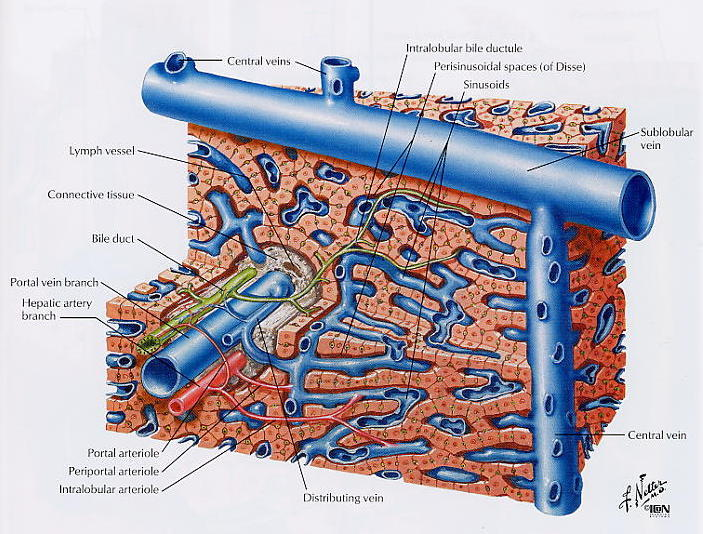 Intralobular bile ductule
Central veins
Perisinusoidal spaces (of Disse)
Sinusoids
Sublobular
vein
Lymph vessel
Connective tissue
Bile duct
Portal vein branch
Hepatic artery
branch
Central vein
Portal arteriole
Periportal arteriole
Intralobular arteriole
Distributing vein
F. Netter
M.D.
©ICON